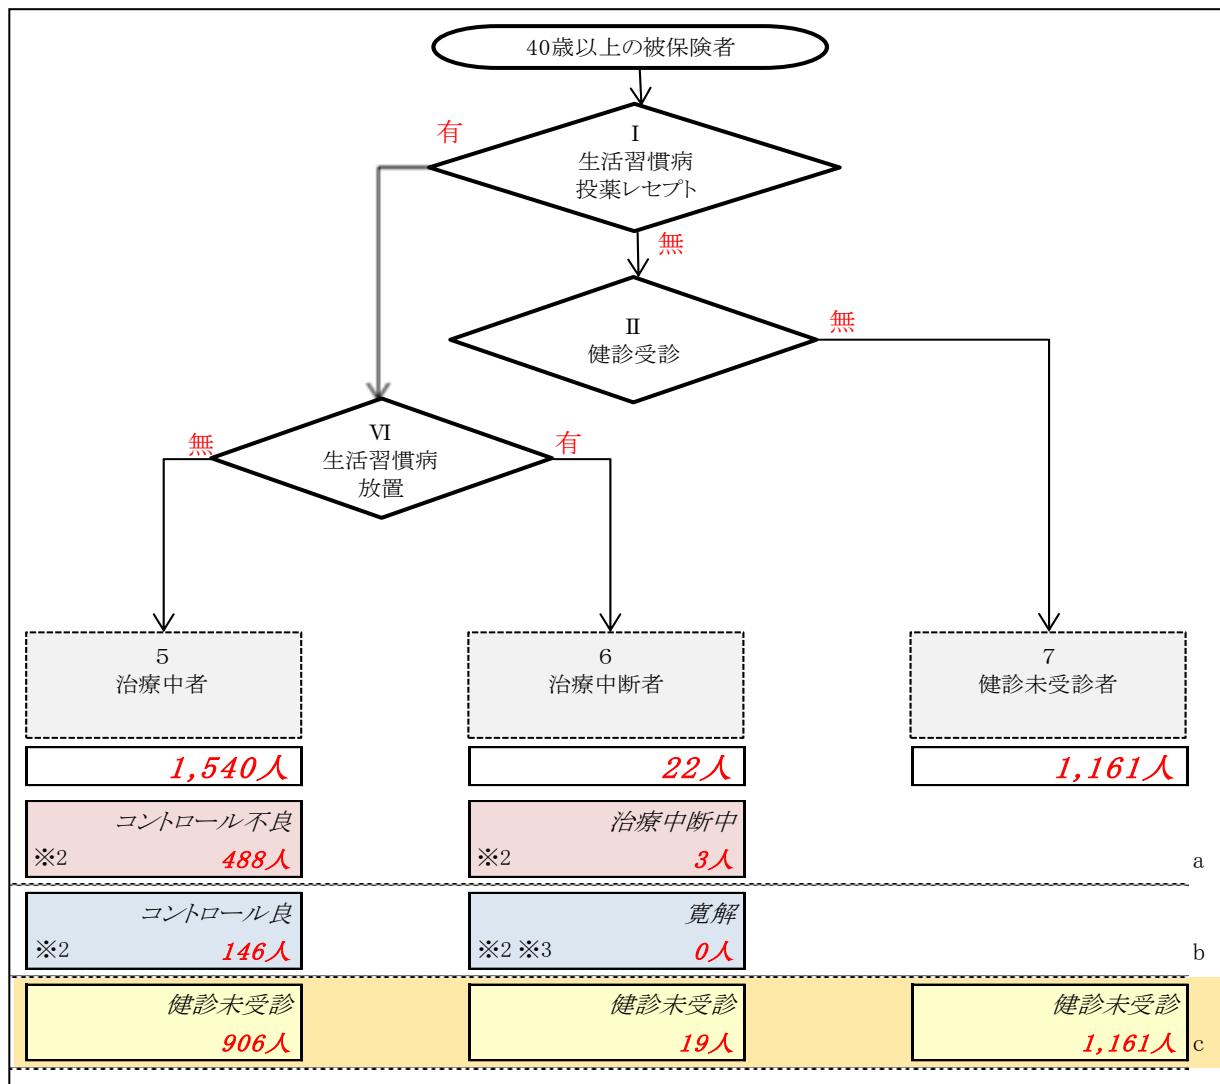 40歳以上の被保険者
有
Ⅰ
生活習慣病
投薬レセプト
無
Ⅱ
健診受診
無
無
Ⅵ
生活習慣病
放置
有
5
治療中者
6
治療中断者
7
健診未受診者
1,540人
22人
1,161人
コントロール不良
※2 488人
治療中断中
※2 3人
a
コントロール良
※2 146人
寛解
※2 ※3 0人
b
健診未受診
906人
健診未受診
19人
健診未受診
1,161人
c